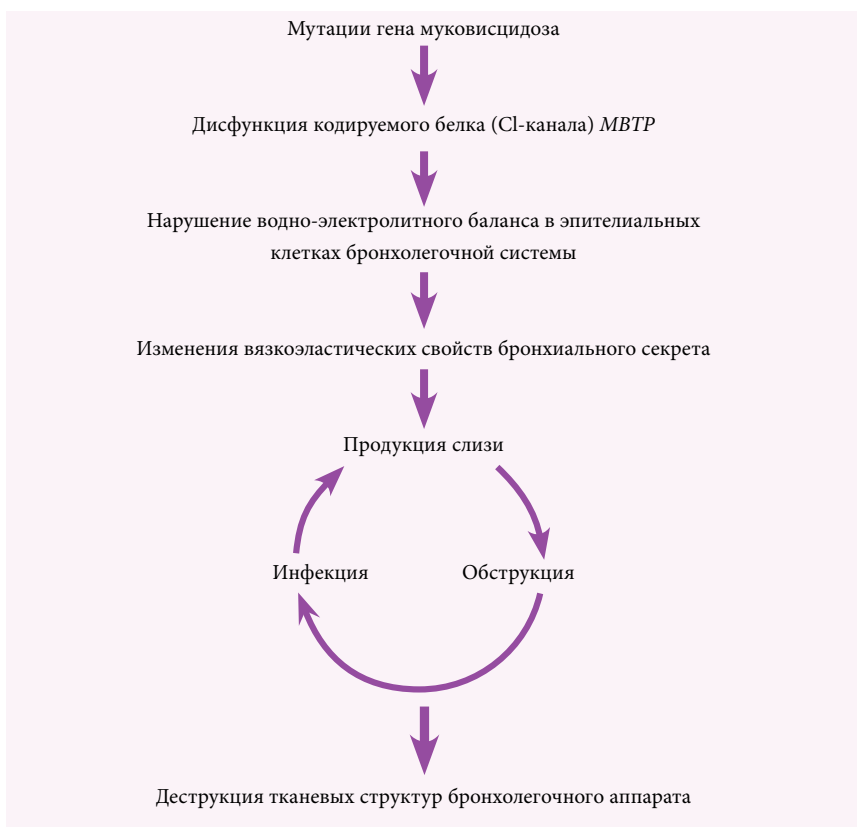 Мутации гена муковисцидоза
Дисфункция кодируемого белка (Cl-канала) МВТР
Нарушение водно-электролитного баланса в эпителиальных
клетках бронхолегочной системы
Изменения вязкоэластических свойств бронхиального секрета
Продукция слизи
Инфекция
Обструкция
Деструкция тканевых структур бронхолегочного аппарата